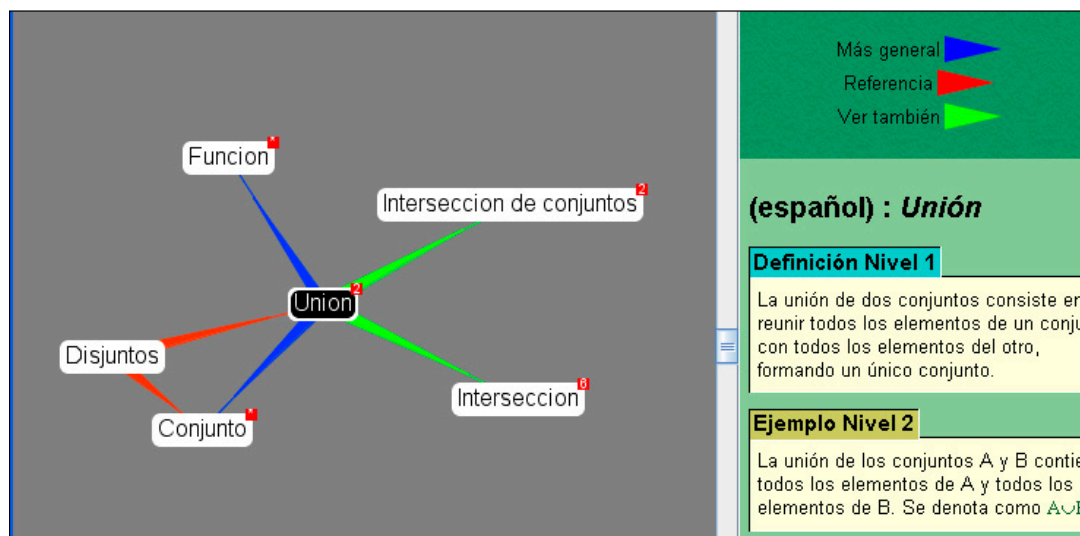 Funcion *
Interseccion de conjuntos 2
Union 2
Disjuntos
Interseccion 6
Conjunto *
Más general
Referencia
Ver también
(español) : Unión
Definición Nivel 1
La unión de dos conjuntos consiste en
reunir todos los elementos de un conju
con todos los elementos del otro,
formando un único conjunto.
Ejemplo Nivel 2
La unión de los conjuntos A y B contie
todos los elementos de A y todos los
elementos de B. Se denota como A∪B